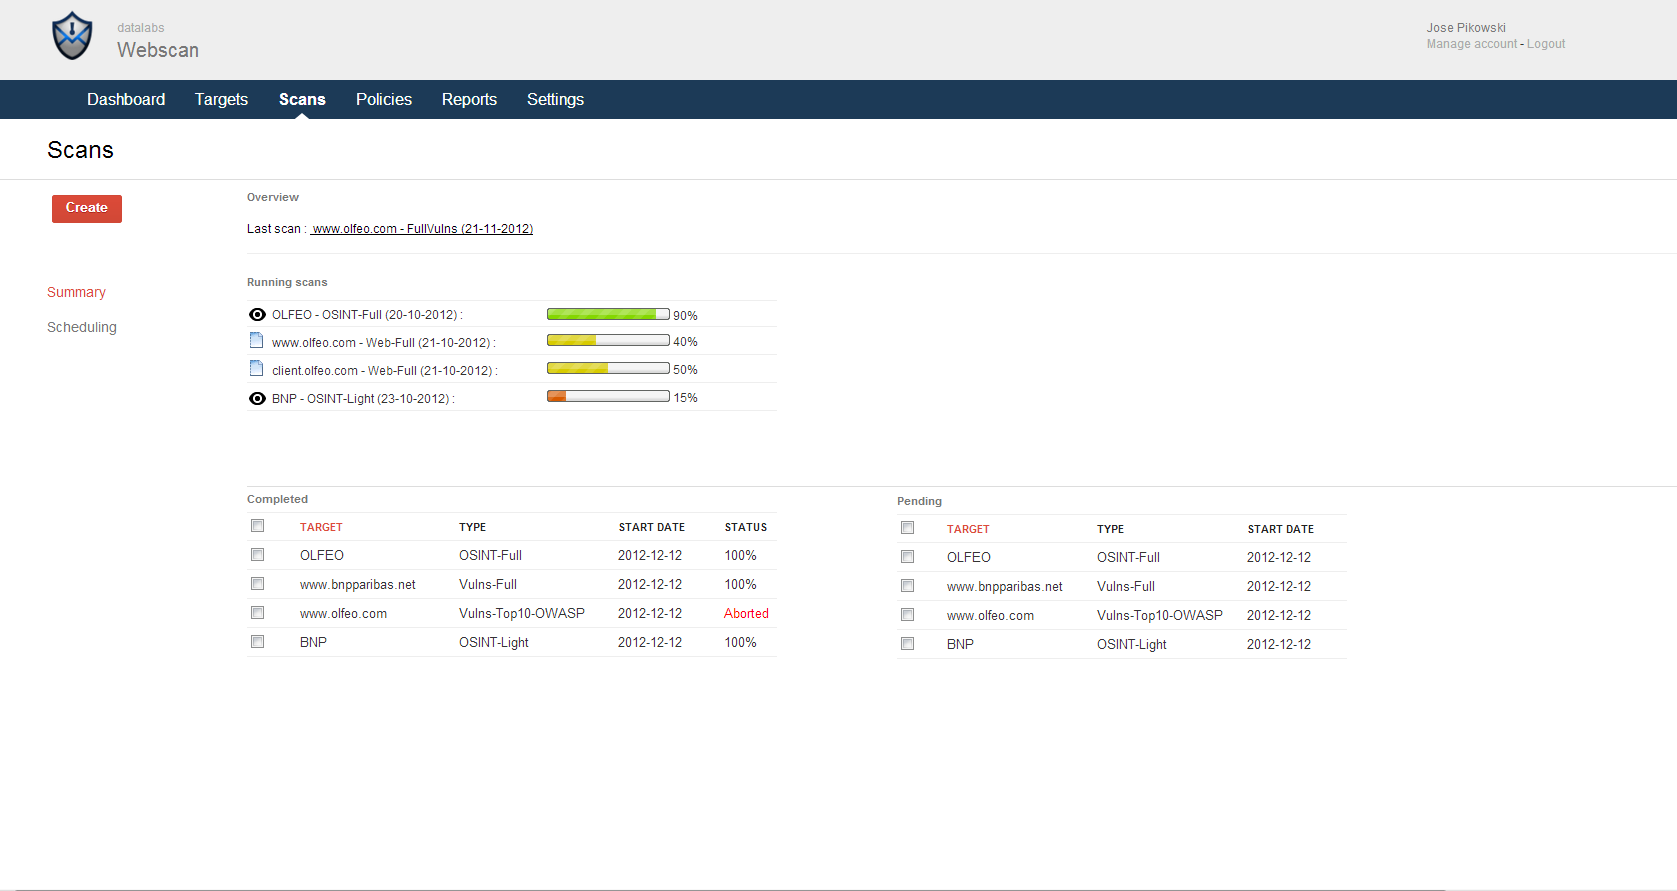 datalabs
Webscan
Jose Pikowski
Manage account - Logout
Dashboard Targets Scans Policies Reports Settings
Scans
Create
Summary
Scheduling
Overview
Last scan : www.olfeo.com - FullVulns (21-11-2012)
Running scans
OLFEO - OSINT-Full (20-10-2012) : 90%
www.olfeo.com - Web-Full (21-10-2012) : 40%
client.olfeo.com - Web-Full (21-10-2012) : 50%
BNP - OSINT-Light (23-10-2012) : 15%
Completed
TARGET TYPE START DATE STATUS
OLFEO OSINT-Full 2012-12-12 100%
www.bnpparibas.net Vulns-Full 2012-12-12 100%
www.olfeo.com Vulns-Top10-OWASP 2012-12-12 Aborted
BNP OSINT-Light 2012-12-12 100%
Pending
TARGET TYPE START DATE
OLFEO OSINT-Full 2012-12-12
www.bnpparibas.net Vulns-Full 2012-12-12
www.olfeo.com Vulns-Top10-OWASP 2012-12-12
BNP OSINT-Light 2012-12-12